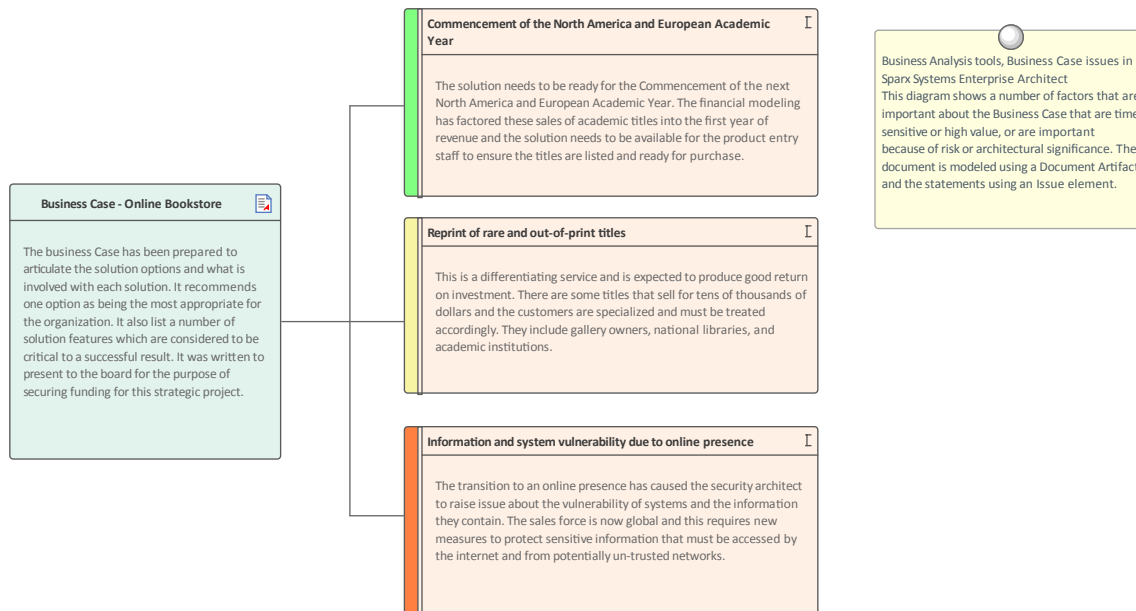 Business Case - Online Bookstore
The business Case has been prepared to
articulate the solution options and what is
involved with each solution. It recommends
one option as being the most appropriate for
the organization. It also list a number of
solution features which are considered to be
critical to a successful result. It was written to
present to the board for the purpose of
securing funding for this strategic project.
Commencement of the North America and European Academic
Year
The solution needs to be ready for the Commencement of the next
North America and European Academic Year. The financial modeling
has factored these sales of academic titles into the first year of
revenue and the solution needs to be available for the product entry
staff to ensure the titles are listed and ready for purchase.
Reprint of rare and out-of-print titles
This is a differentiating service and is expected to produce good return
on investment. There are some titles that sell for tens of thousands of
dollars and the customers are specialized and must be treated
accordingly. They include gallery owners, national libraries, and
academic institutions.
Information and system vulnerability due to online presence
The transition to an online presence has caused the security architect
to raise issue about the vulnerability of systems and the information
they contain. The sales force is now global and this requires new
measures to protect sensitive information that must be accessed by
the internet and from potentially un-trusted networks.
Business Analysis tools, Business Case issues in
Sparx Systems Enterprise Architect
This diagram shows a number of factors that are
important about the Business Case that are time
sensitive or high value, or are important
because of risk or architectural significance. The
document is modeled using a Document Artifact
and the statements using an Issue element.